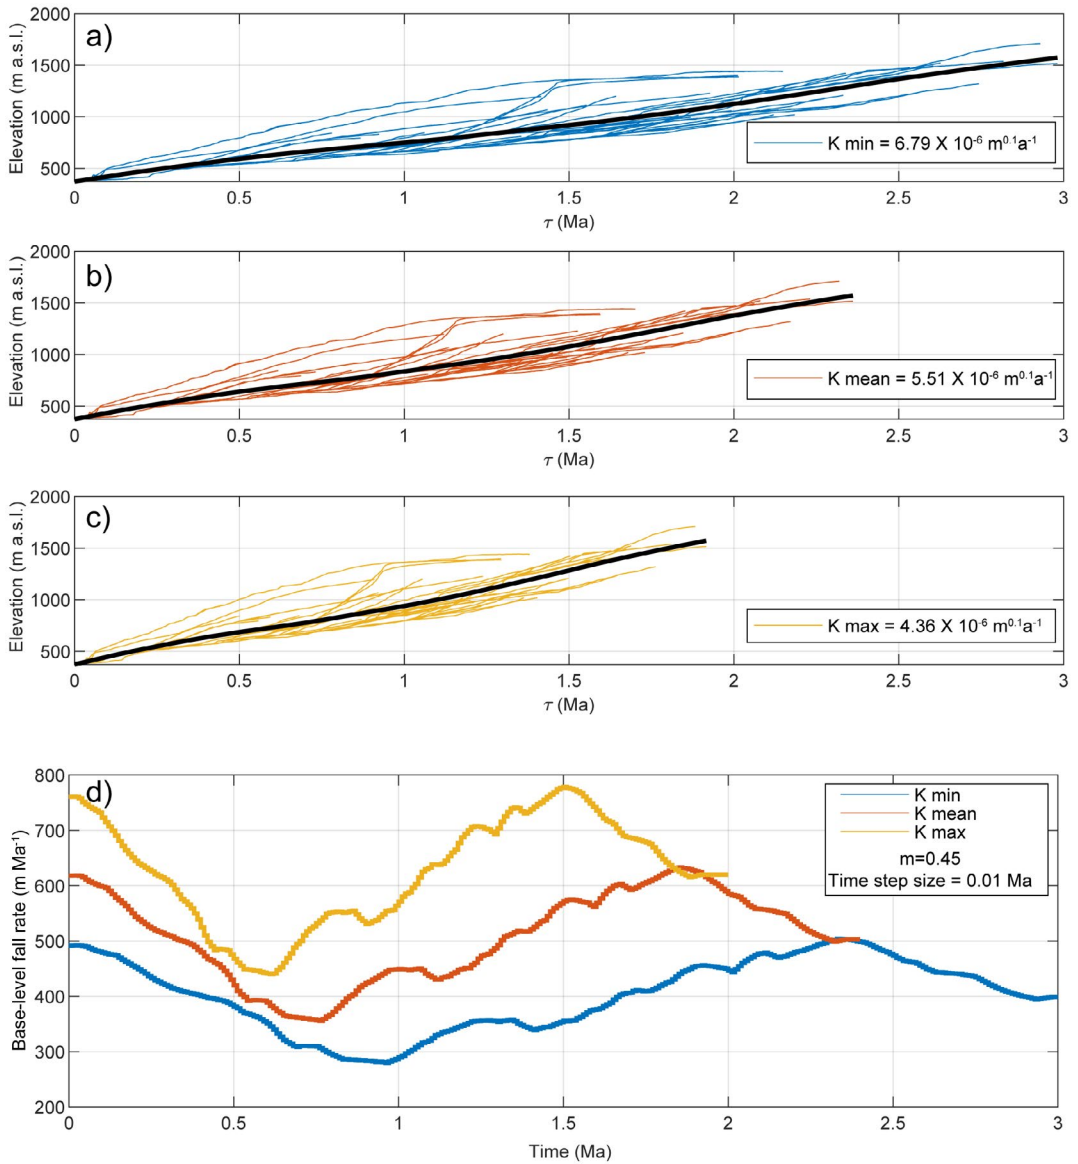 a)
Elevation (m a.s.l.)
2000
1500
1000
500
K min = 6.79 X 10⁻⁶ m⁰·¹a⁻¹
0 0.5 1 1.5 2 2.5 3
τ (Ma)
b)
Elevation (m a.s.l.)
2000
1500
1000
500
K mean = 5.51 X 10⁻⁶ m⁰·¹a⁻¹
0 0.5 1 1.5 2 2.5 3
τ (Ma)
c)
Elevation (m a.s.l.)
2000
1500
1000
500
K max = 4.36 X 10⁻⁶ m⁰·¹a⁻¹
0 0.5 1 1.5 2 2.5 3
τ (Ma)
d)
Base-level fall rate (m Ma⁻¹)
800
700
600
500
400
300
200
K min
K mean
K max
m=0.45
Time step size = 0.01 Ma
0 0.5 1 1.5 2 2.5 3
Time (Ma)